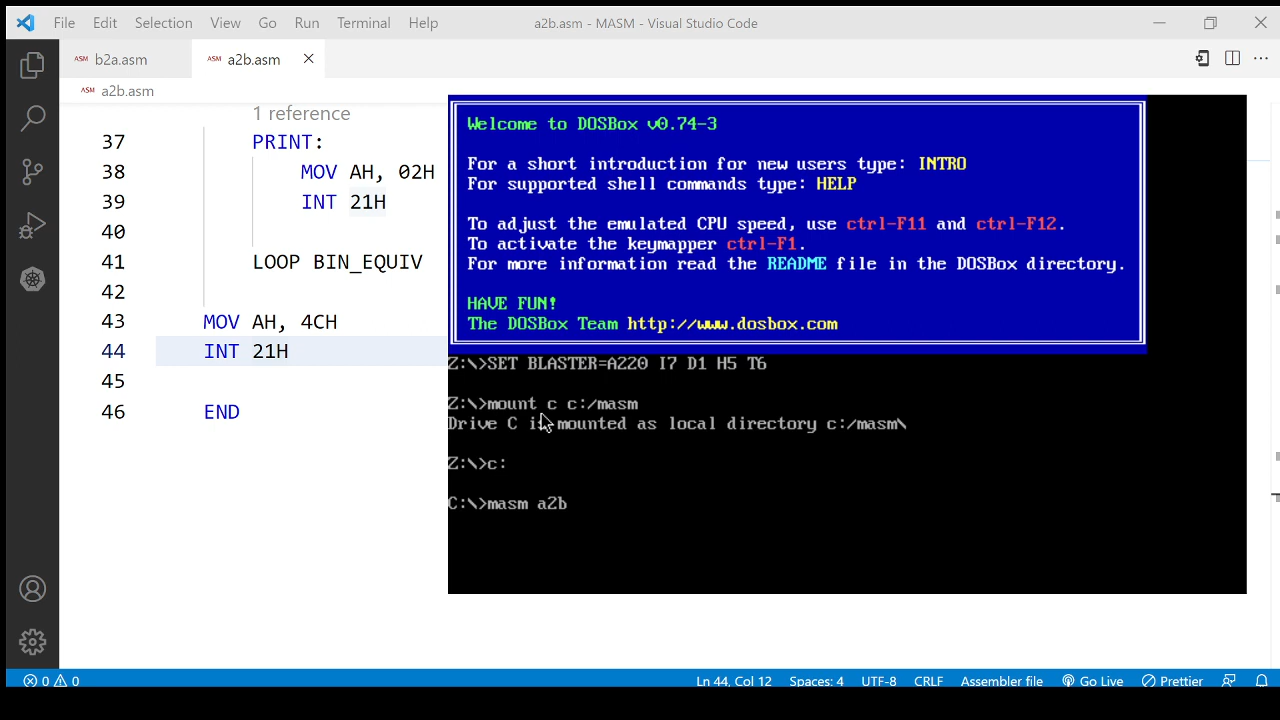 File Edit Selection View Go Run Terminal Help a2b.asm - MASM - Visual Studio Code
ASM b2a.asm ASM a2b.asm
ASM a2b.asm
1 reference
37 PRINT:
38 MOV AH, 02H
39 INT 21H
40
41 LOOP BIN_EQUIV
42
43 MOV AH, 4CH
44 INT 21H
45
46 END
Welcome to DOSBox v0.74-3
For a short introduction for new users type: INTRO
For supported shell commands type: HELP
To adjust the emulated CPU speed, use ctrl-F11 and ctrl-F12.
To activate the keymapper ctrl-F1.
For more information read the README file in the DOSBox directory.
HAVE FUN!
The DOSBox Team http://www.dosbox.com
Z:\>SET BLASTER=A220 I7 D1 H5 T6
Z:\>mount c c:/masm
Drive C is mounted as local directory c:/masm\
Z:\>c:
C:\>masm a2b
0 0 Ln 44, Col 12 Spaces: 4 UTF-8 CRLF Assembler file Go Live Prettier